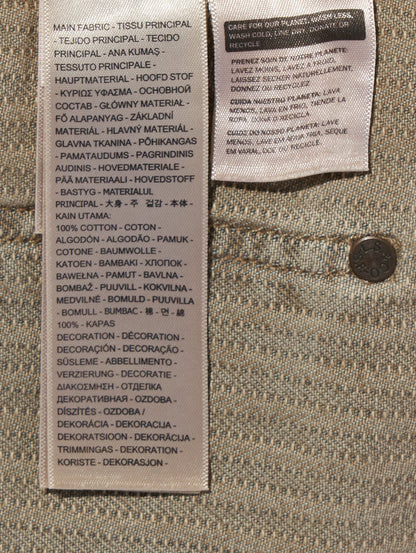 MAIN FABRIC - TISSU PRINCIPAL
- TEJIDO PRINCIPAL - TECIDO
PRINCIPAL - ANA KUMAŞ -
TESSUTO PRINCIPALE -
HAUPTMATERIAL - HOOFD STOF
- ΚΥΡΙΩΣ ΥΦΑΣΜΑ - ОСНОВНОЙ
СОСТАВ - GŁÓWNY MATERIAŁ -
FŐ ALAPANYAG - ZÁKLADNÍ
MATERIÁL - HLAVNÝ MATERIÁL -
GLAVNA TKANINA - PÕHIKANGAS
- PAMATAUDUMS - PAGRINDINIS
AUDINIS - HOVEDMATERIALE -
PÄÄ MATERIAALI - HOVEDSTOFF
- BASTYG - MATERIALUL
PRINCIPAL - 大身 - 主 겉감 - 本体 -
KAIN UTAMA:
100% COTTON - COTON -
ALGODÓN - ALGODÃO - PAMUK -
COTONE - BAUMWOLLE -
KATOEN - ΒΑΜΒΑΚΙ - ХЛОПОК -
BAWEŁNA - PAMUT - BAVLNA -
BOMBAŽ - PUUVILL - KOKVILNA -
MEDVILNĖ - BOMULD - PUUVILLA
- BOMULL - BUMBAC - 棉 - 면 - 綿
100% - KAPAS
DECORATION - DÉCORATION -
DECORACIÓN - DECORAÇÃO -
SÜSLEME - ABBELLIMENTO -
VERZIERUNG - DECORATIE -
ΔΙΑΚΟΣΜΗΣΗ - ОТДЕЛКА
ДЕКОРАТИВНАЯ - OZDOBA -
DÍSZÍTÉS - OZDOBA /
DEKORÁCIA - DEKORACIJA -
DEKORATSIOON - DEKORĀCIJA -
TRIMMINGAS - DEKORATION -
KORISTE - DEKORASJON -
CARE FOR OUR PLANET, WASH LESS,
WASH COLD, LINE DRY, DONATE OR
RECYCLE
PRENEZ SOIN DE NOTRE PLANÈTE:
LAVEZ MOINS, LAVEZ À FROID,
LAISSEZ SÉCHER NATURELLEMENT,
DONNEZ OU RECYCLEZ
CUIDA NUESTRO PLANETA: LAVA
MENOS, LAVA EN FRÍO, TIENDE LA
ROPA, DONA O RECICLA
CUIDE DO NOSSO PLANETA: LAVE
MENOS, LAVE EM ÁGUA FRIA, SEQUE
EM VARAL, DOE OU RECICLE.
LS&CO